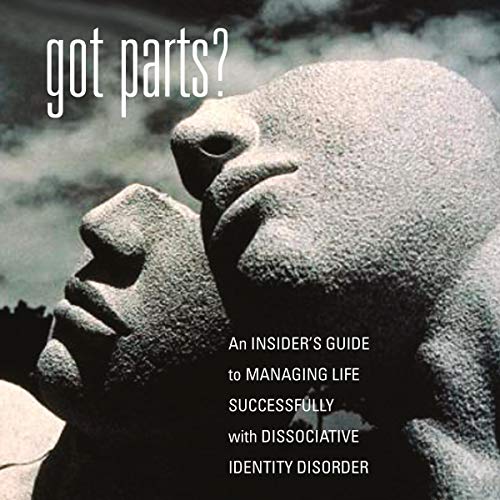 got parts?
An INSIDER'S GUIDE
to MANAGING LIFE
SUCCESSFULLY
with DISSOCIATIVE
IDENTITY DISORDER